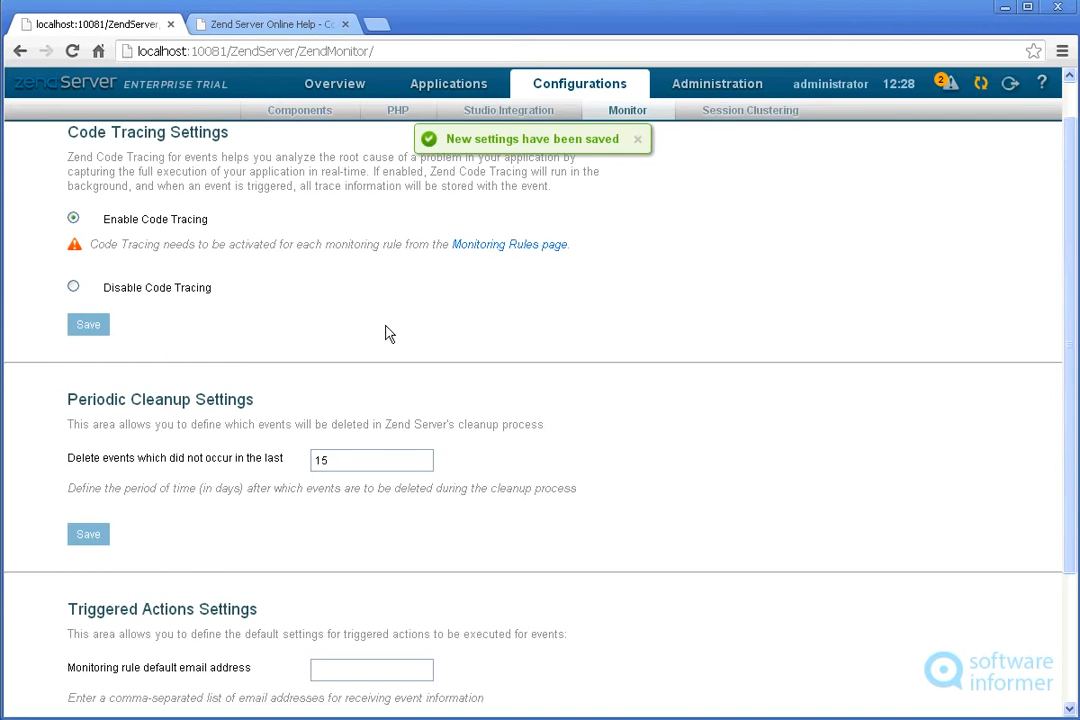 localhost:10081/ZendServer
Zend Server Online Help - Co
localhost:10081/ZendServer/ZendMonitor/
zend Server ENTERPRISE TRIAL
Overview
Applications
Configurations
Administration
administrator
12:28
2
?
Components
PHP
Studio Integration
Monitor
Session Clustering
Code Tracing Settings
New settings have been saved
Zend Code Tracing for events helps you analyze the root cause of a problem in your application by
capturing the full execution of your application in real-time. If enabled, Zend Code Tracing will run in the
background, and when an event is triggered, all trace information will be stored with the event.
Enable Code Tracing
Code Tracing needs to be activated for each monitoring rule from the Monitoring Rules page.
Disable Code Tracing
Save
Periodic Cleanup Settings
This area allows you to define which events will be deleted in Zend Server's cleanup process
Delete events which did not occur in the last 15
Define the period of time (in days) after which events are to be deleted during the cleanup process
Save
Triggered Actions Settings
This area allows you to define the default settings for triggered actions to be executed for events:
Monitoring rule default email address
Enter a comma-separated list of email addresses for receiving event information
software
informer